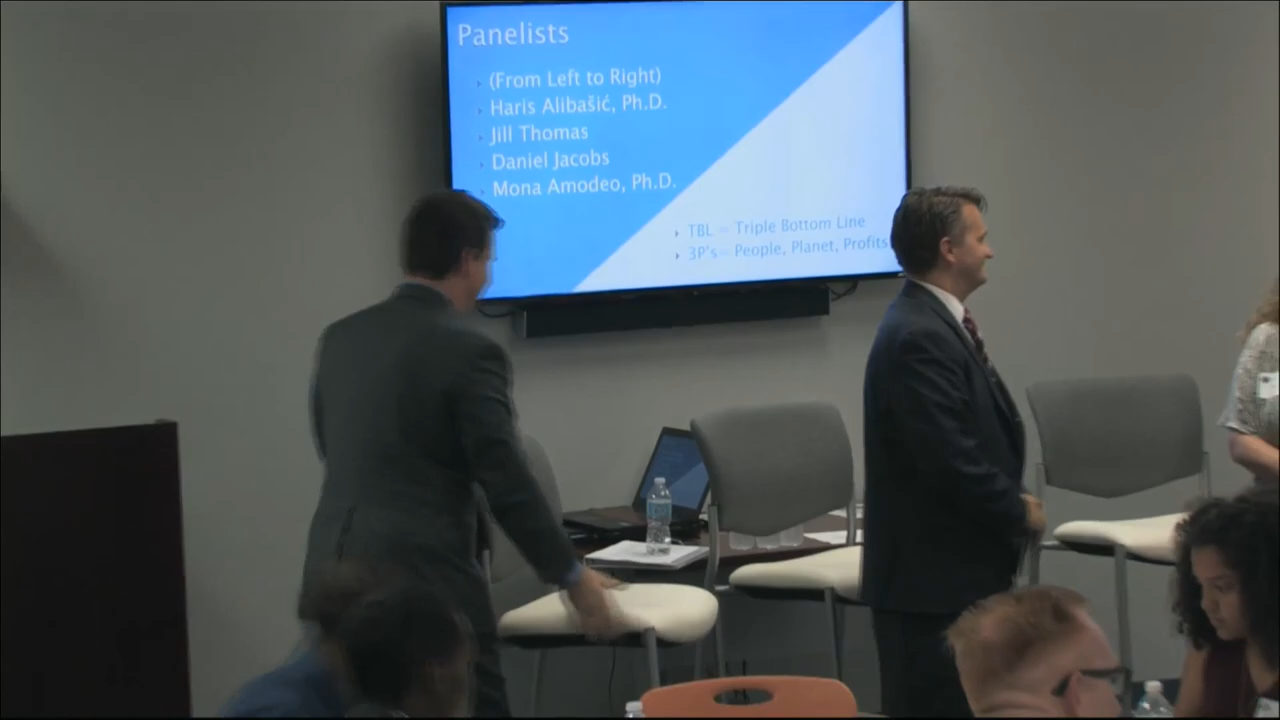 Panelists
(From Left to Right)
Haris Alibašić, Ph.D.
Jill Thomas
Daniel Jacobs
Mona Amodeo, Ph.D.
TBL – Triple Bottom Line
3P's– People, Planet, Profits